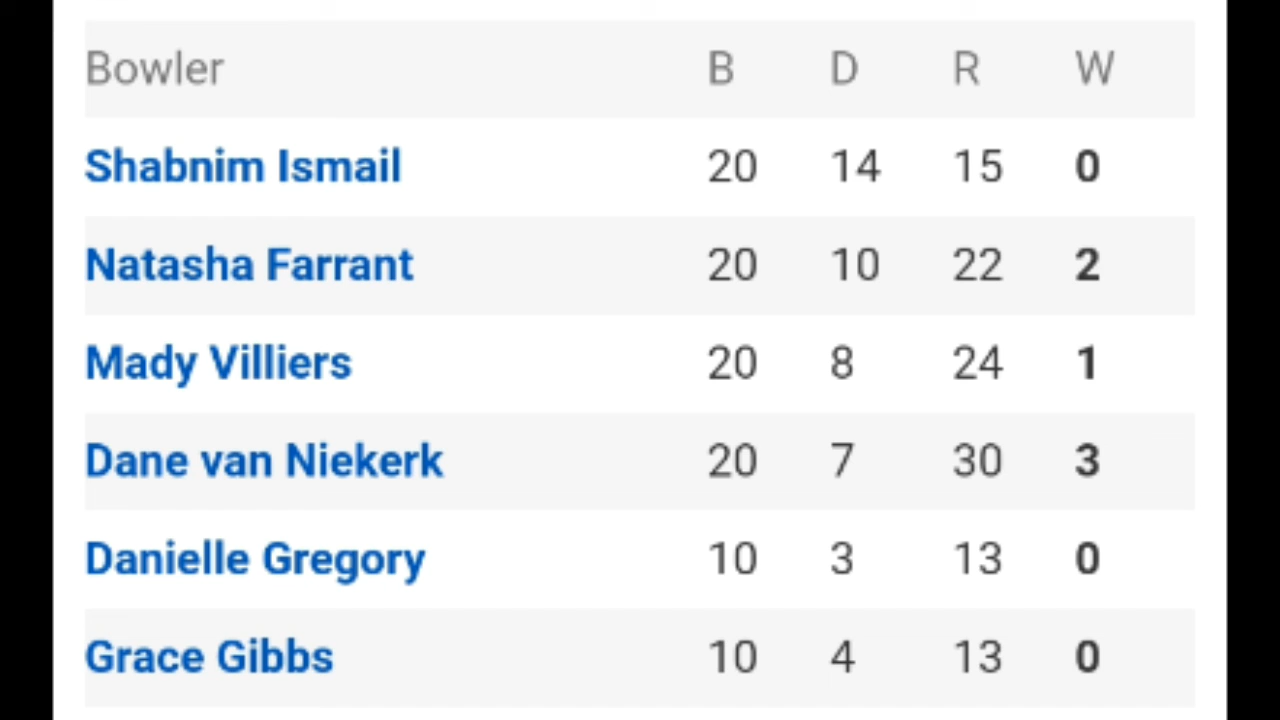 Bowler B D R W
Shabnim Ismail 20 14 15 0
Natasha Farrant 20 10 22 2
Mady Villiers 20 8 24 1
Dane van Niekerk 20 7 30 3
Danielle Gregory 10 3 13 0
Grace Gibbs 10 4 13 0